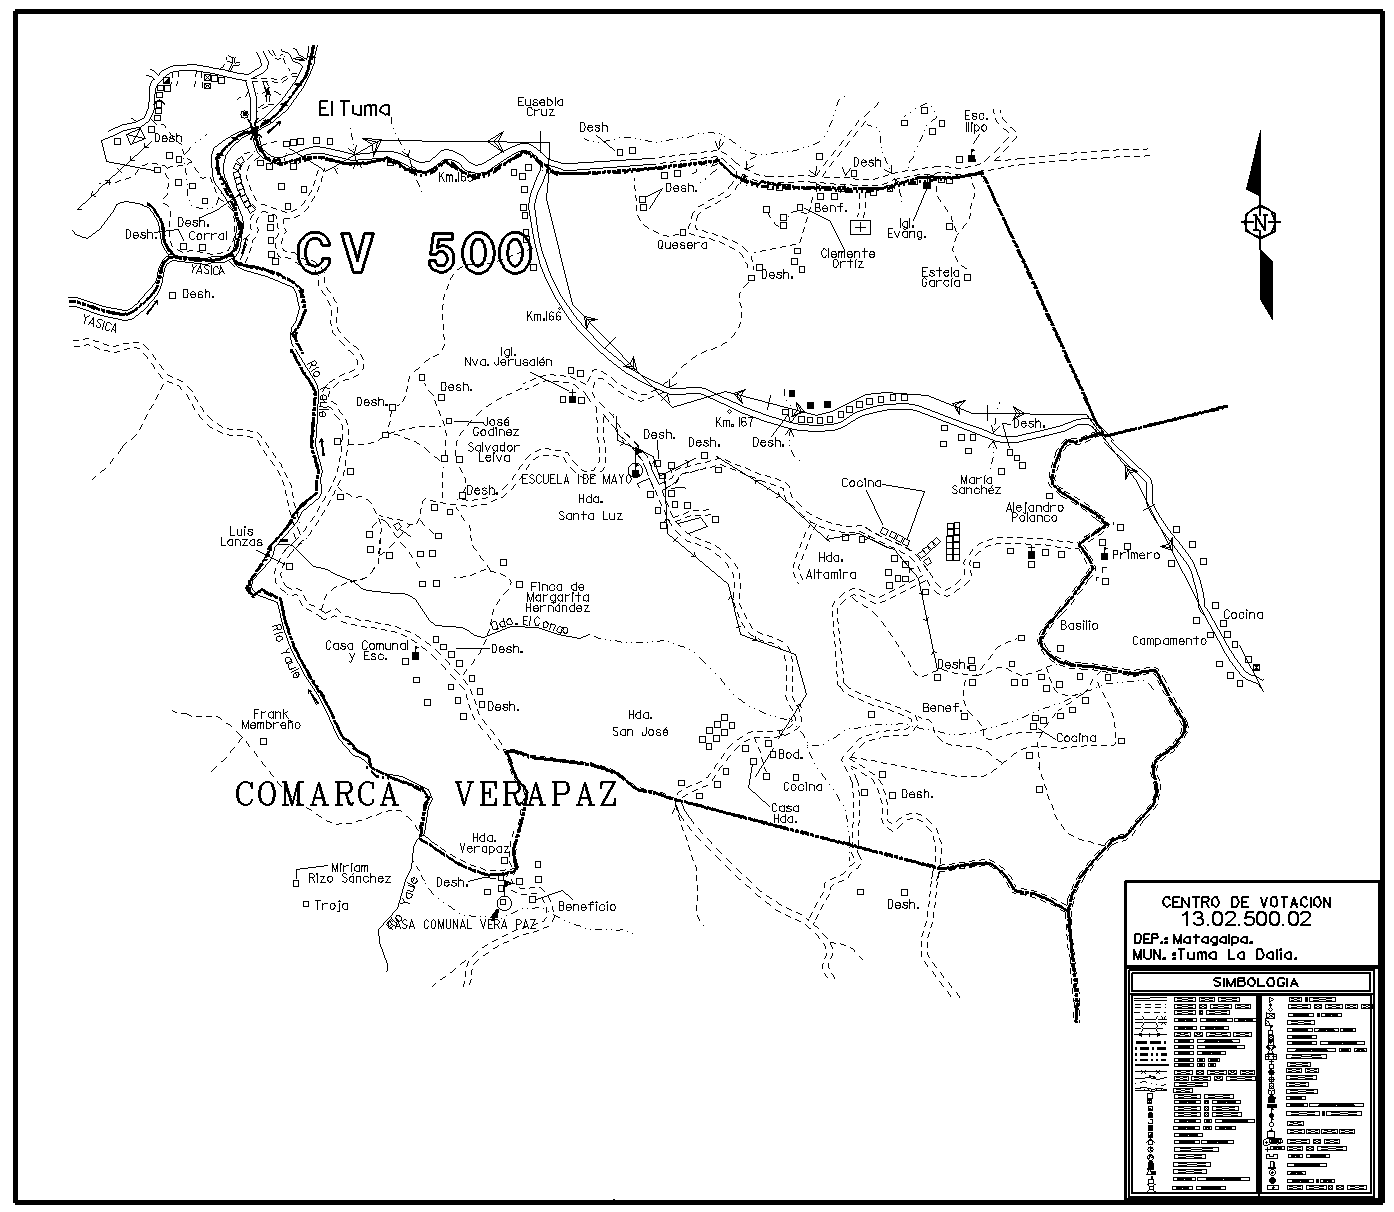 El Tuma
Eusebia
Cruz
Desh
Esc.
Ilipo
Desh
Desh
Km.165
Desh.
Benf.
Igl.
Evang.
Desh.
Desh.
Corral
YASICA
CV 500
Quesera
Clemente
Ortíz
Desh.
Estela
García
N
Desh.
YASICA
Km.166
Igl.
Nva. Jerusalén
Río Yaule
Desh.
Desh.
José
Godínez
Salvador
Leiva
Desh.
Desh.
Km. 167
Desh.
Desh.
ESCUELA 1 DE MAYO
Hda.
Santa Luz
Desh.
Cocina
María
Sanchéz
Alejandro
Polanco
Luis
Lanzas
Hda.
Altamira
Primero
Finca de
Margarita
Hernández
Qda. El Congo
Río Yaule
Casa Comunal
y Esc.
Desh.
Basilio
Cocina
Campamento
Desh.
Desh.
Frank
Membreño
Hda.
San José
Benef.
Cocina
Bod.
COMARCA VERAPAZ
Cocina
Desh.
Casa
Hda.
Hda.
Verapaz
Miriam
Rizo Sánchez
Desh.
Troja
Río Yaule
Beneficio
Desh.
CASA COMUNAL VERA PAZ
CENTRO DE VOTACION
13.02.500.02
DEP.: Matagalpa.
MUN. :Tuma La Dalia.
SIMBOLOGIA